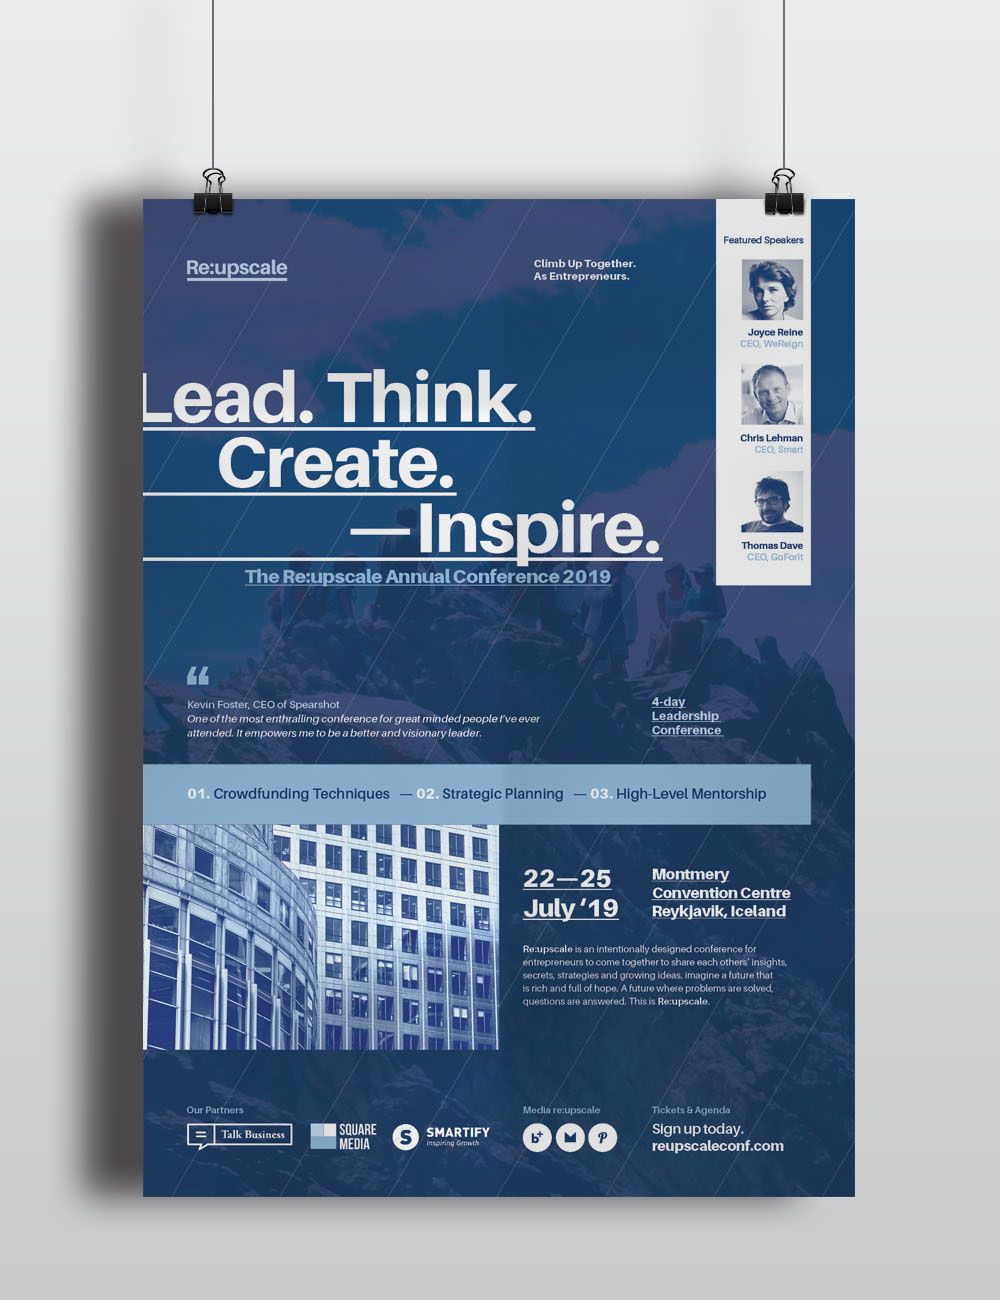 Re:upscale
Climb Up Together.
As Entrepreneurs.
Featured Speakers
Joyce Reine
CEO, WeReign
Chris Lehman
CEO, Smart
Thomas Dave
CEO, GoForIt
Lead. Think.
Create.
—Inspire.
The Re:upscale Annual Conference 2019
“
Kevin Foster, CEO of Spearshot
One of the most enthralling conference for great minded people I've ever
attended. It empowers me to be a better and visionary leader.
4-day
Leadership
Conference
01. Crowdfunding Techniques — 02. Strategic Planning — 03. High-Level Mentorship
22—25
July ‘19
Montmery
Convention Centre
Reykjavik, Iceland
Re:upscale is an intentionally designed conference for
entrepreneurs to come together to share each others' insights,
secrets, strategies and growing ideas. imagine a future that
is rich and full of hope. A future where problems are solved,
questions are answered. This is Re:upscale.
Our Partners
Talk Business
SQUARE
MEDIA
S
SMARTIFY
Inspiring Growth
Media re:upscale
b+
Tickets & Agenda
Sign up today.
reupscaleconf.com